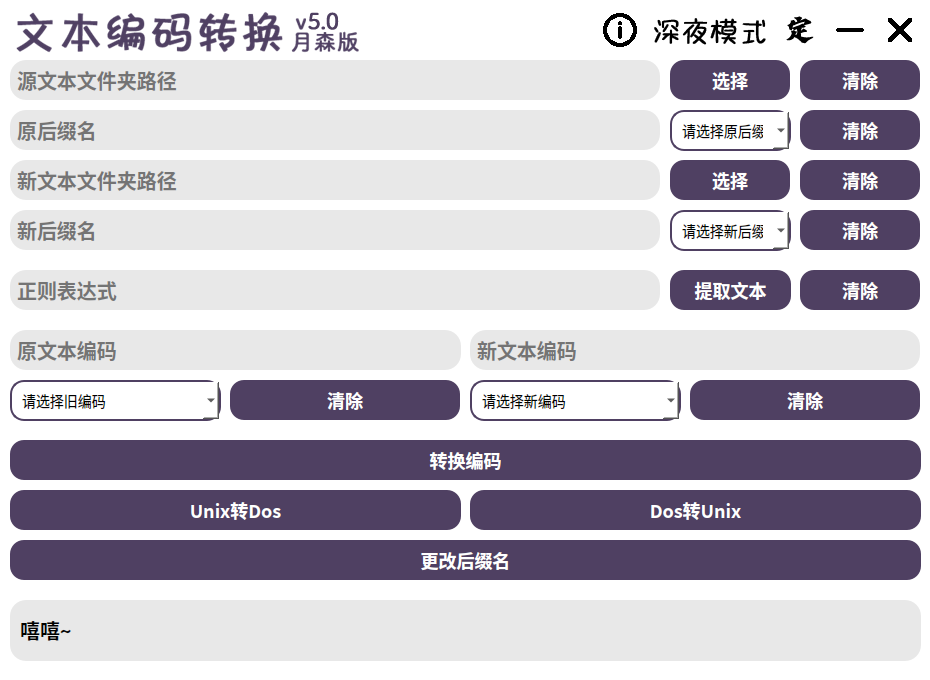 文本编码转换 v5.0 月森版 深夜模式 定
源文本文件夹路径 选择 清除
原后缀名 请选择原后缀 清除
新文本文件夹路径 选择 清除
新后缀名 请选择新后缀 清除
正则表达式 提取文本 清除
原文本编码 新文本编码
请选择旧编码 清除 请选择新编码 清除
转换编码
Unix转Dos Dos转Unix
更改后缀名
嘻嘻~